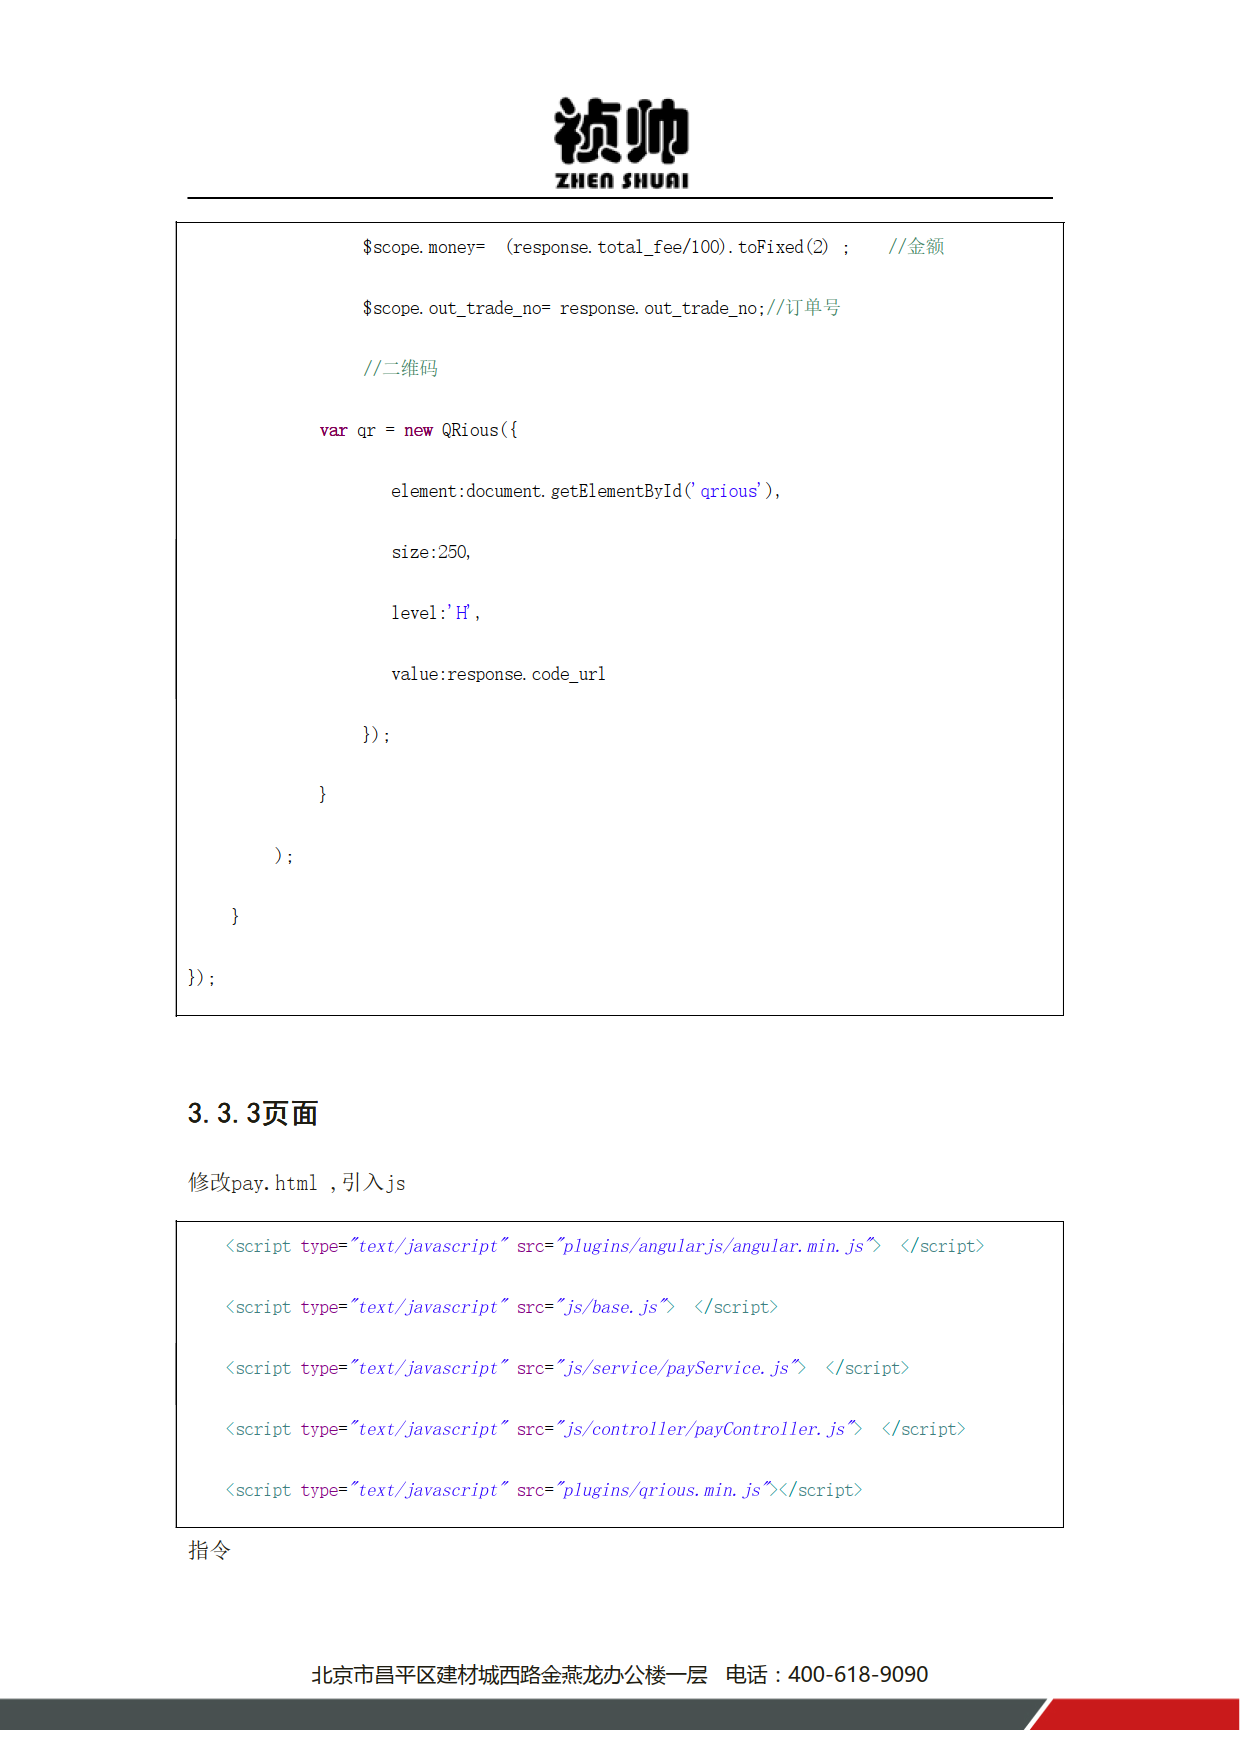 祯帅
ZHEN SHUAI
$scope.money=  (response.total_fee/100).toFixed(2) ;    //金额
$scope.out_trade_no= response.out_trade_no;//订单号
//二维码
var qr = new QRious({
element:document.getElementById('qrious'),
size:250,
level:'H',
value:response.code_url
});
}
);
}
});
3.3.3页面
修改pay.html ,引入js
<script type="text/javascript" src="plugins/angularjs/angular.min.js">  </script>
<script type="text/javascript" src="js/base.js">  </script>
<script type="text/javascript" src="js/service/payService.js">  </script>
<script type="text/javascript" src="js/controller/payController.js">  </script>
<script type="text/javascript" src="plugins/qrious.min.js"></script>
指令
北京市昌平区建材城西路金燕龙办公楼一层   电话：400-618-9090